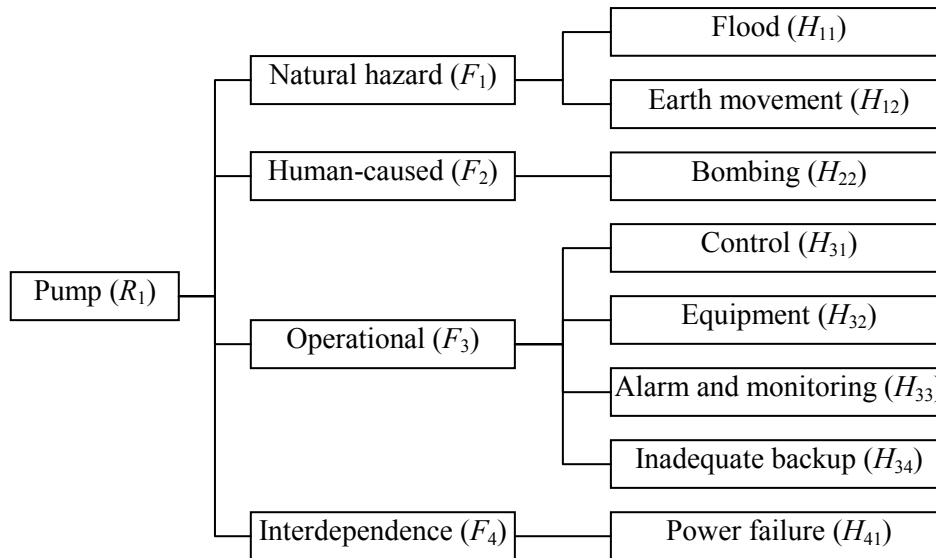 Flood (H₁₁)
Natural hazard (F₁)
Earth movement (H₁₂)
Human-caused (F₂)
Bombing (H₂₂)
Control (H₃₁)
Pump (R₁)
Equipment (H₃₂)
Operational (F₃)
Alarm and monitoring (H₃₃)
Inadequate backup (H₃₄)
Interdependence (F₄)
Power failure (H₄₁)